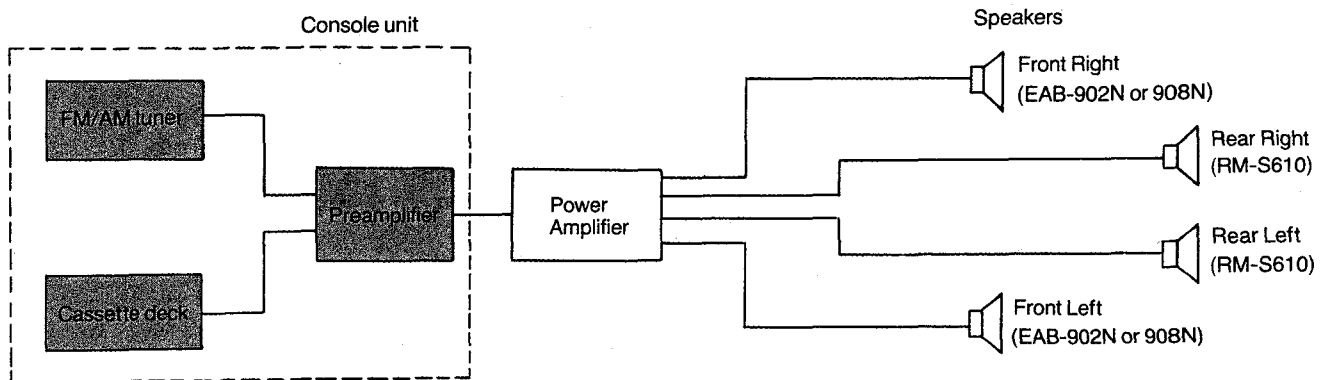 Console unit
Speakers
FM/AM tuner
Cassette deck
Preamplifier
Power
Amplifier
Front Right
(EAB-902N or 908N)
Rear Right
(RM-S610)
Rear Left
(RM-S610)
Front Left
(EAB-902N or 908N)